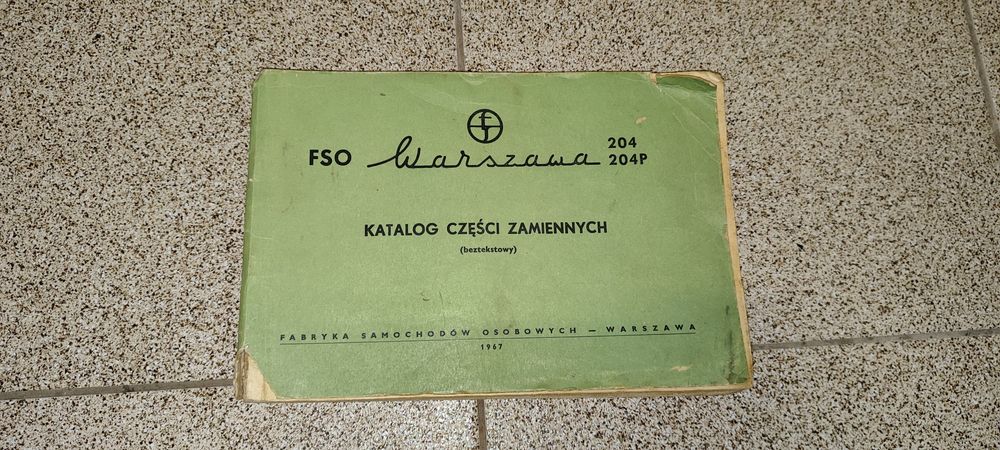 FSO Warszawa 204
204P
KATALOG CZĘŚCI ZAMIENNYCH
(beztekstowy)
FABRYKA SAMOCHODÓW OSOBOWYCH — WARSZAWA
1967